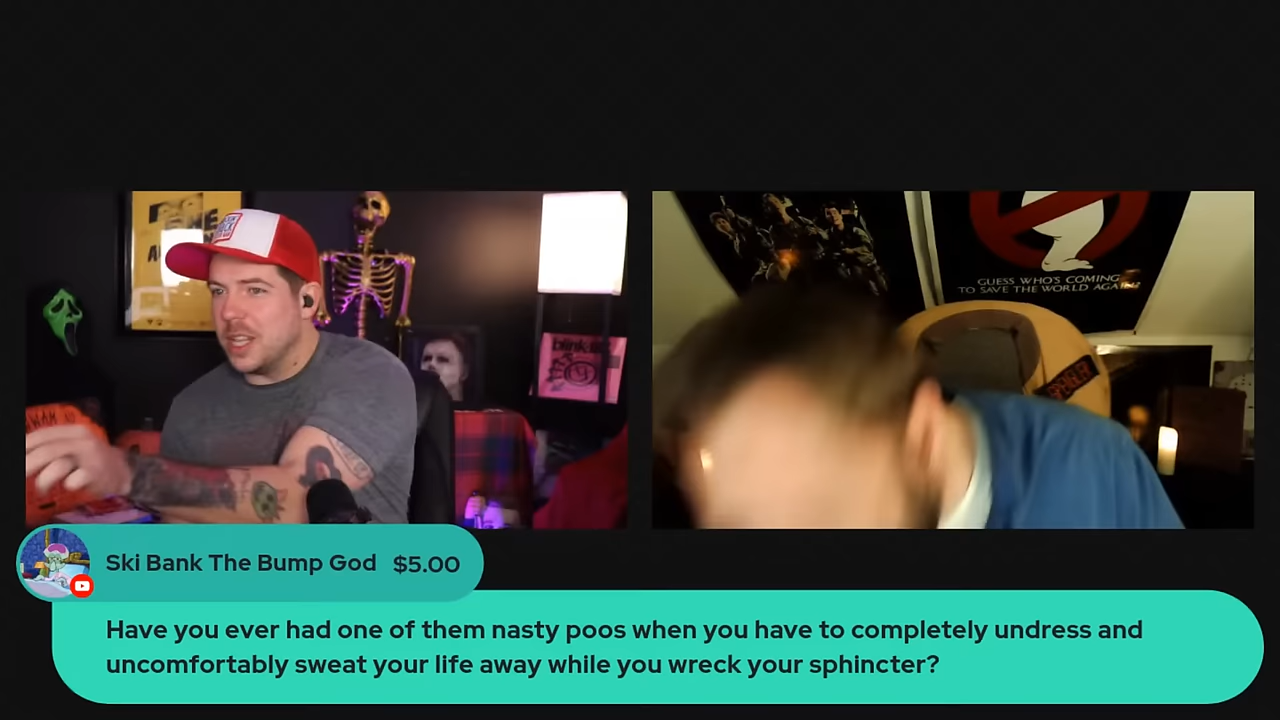 blink
GUESS WHO'S COMING
TO SAVE THE WORLD AGAIN
Ski Bank The Bump God $5.00
Have you ever had one of them nasty poos when you have to completely undress and
uncomfortably sweat your life away while you wreck your sphincter?